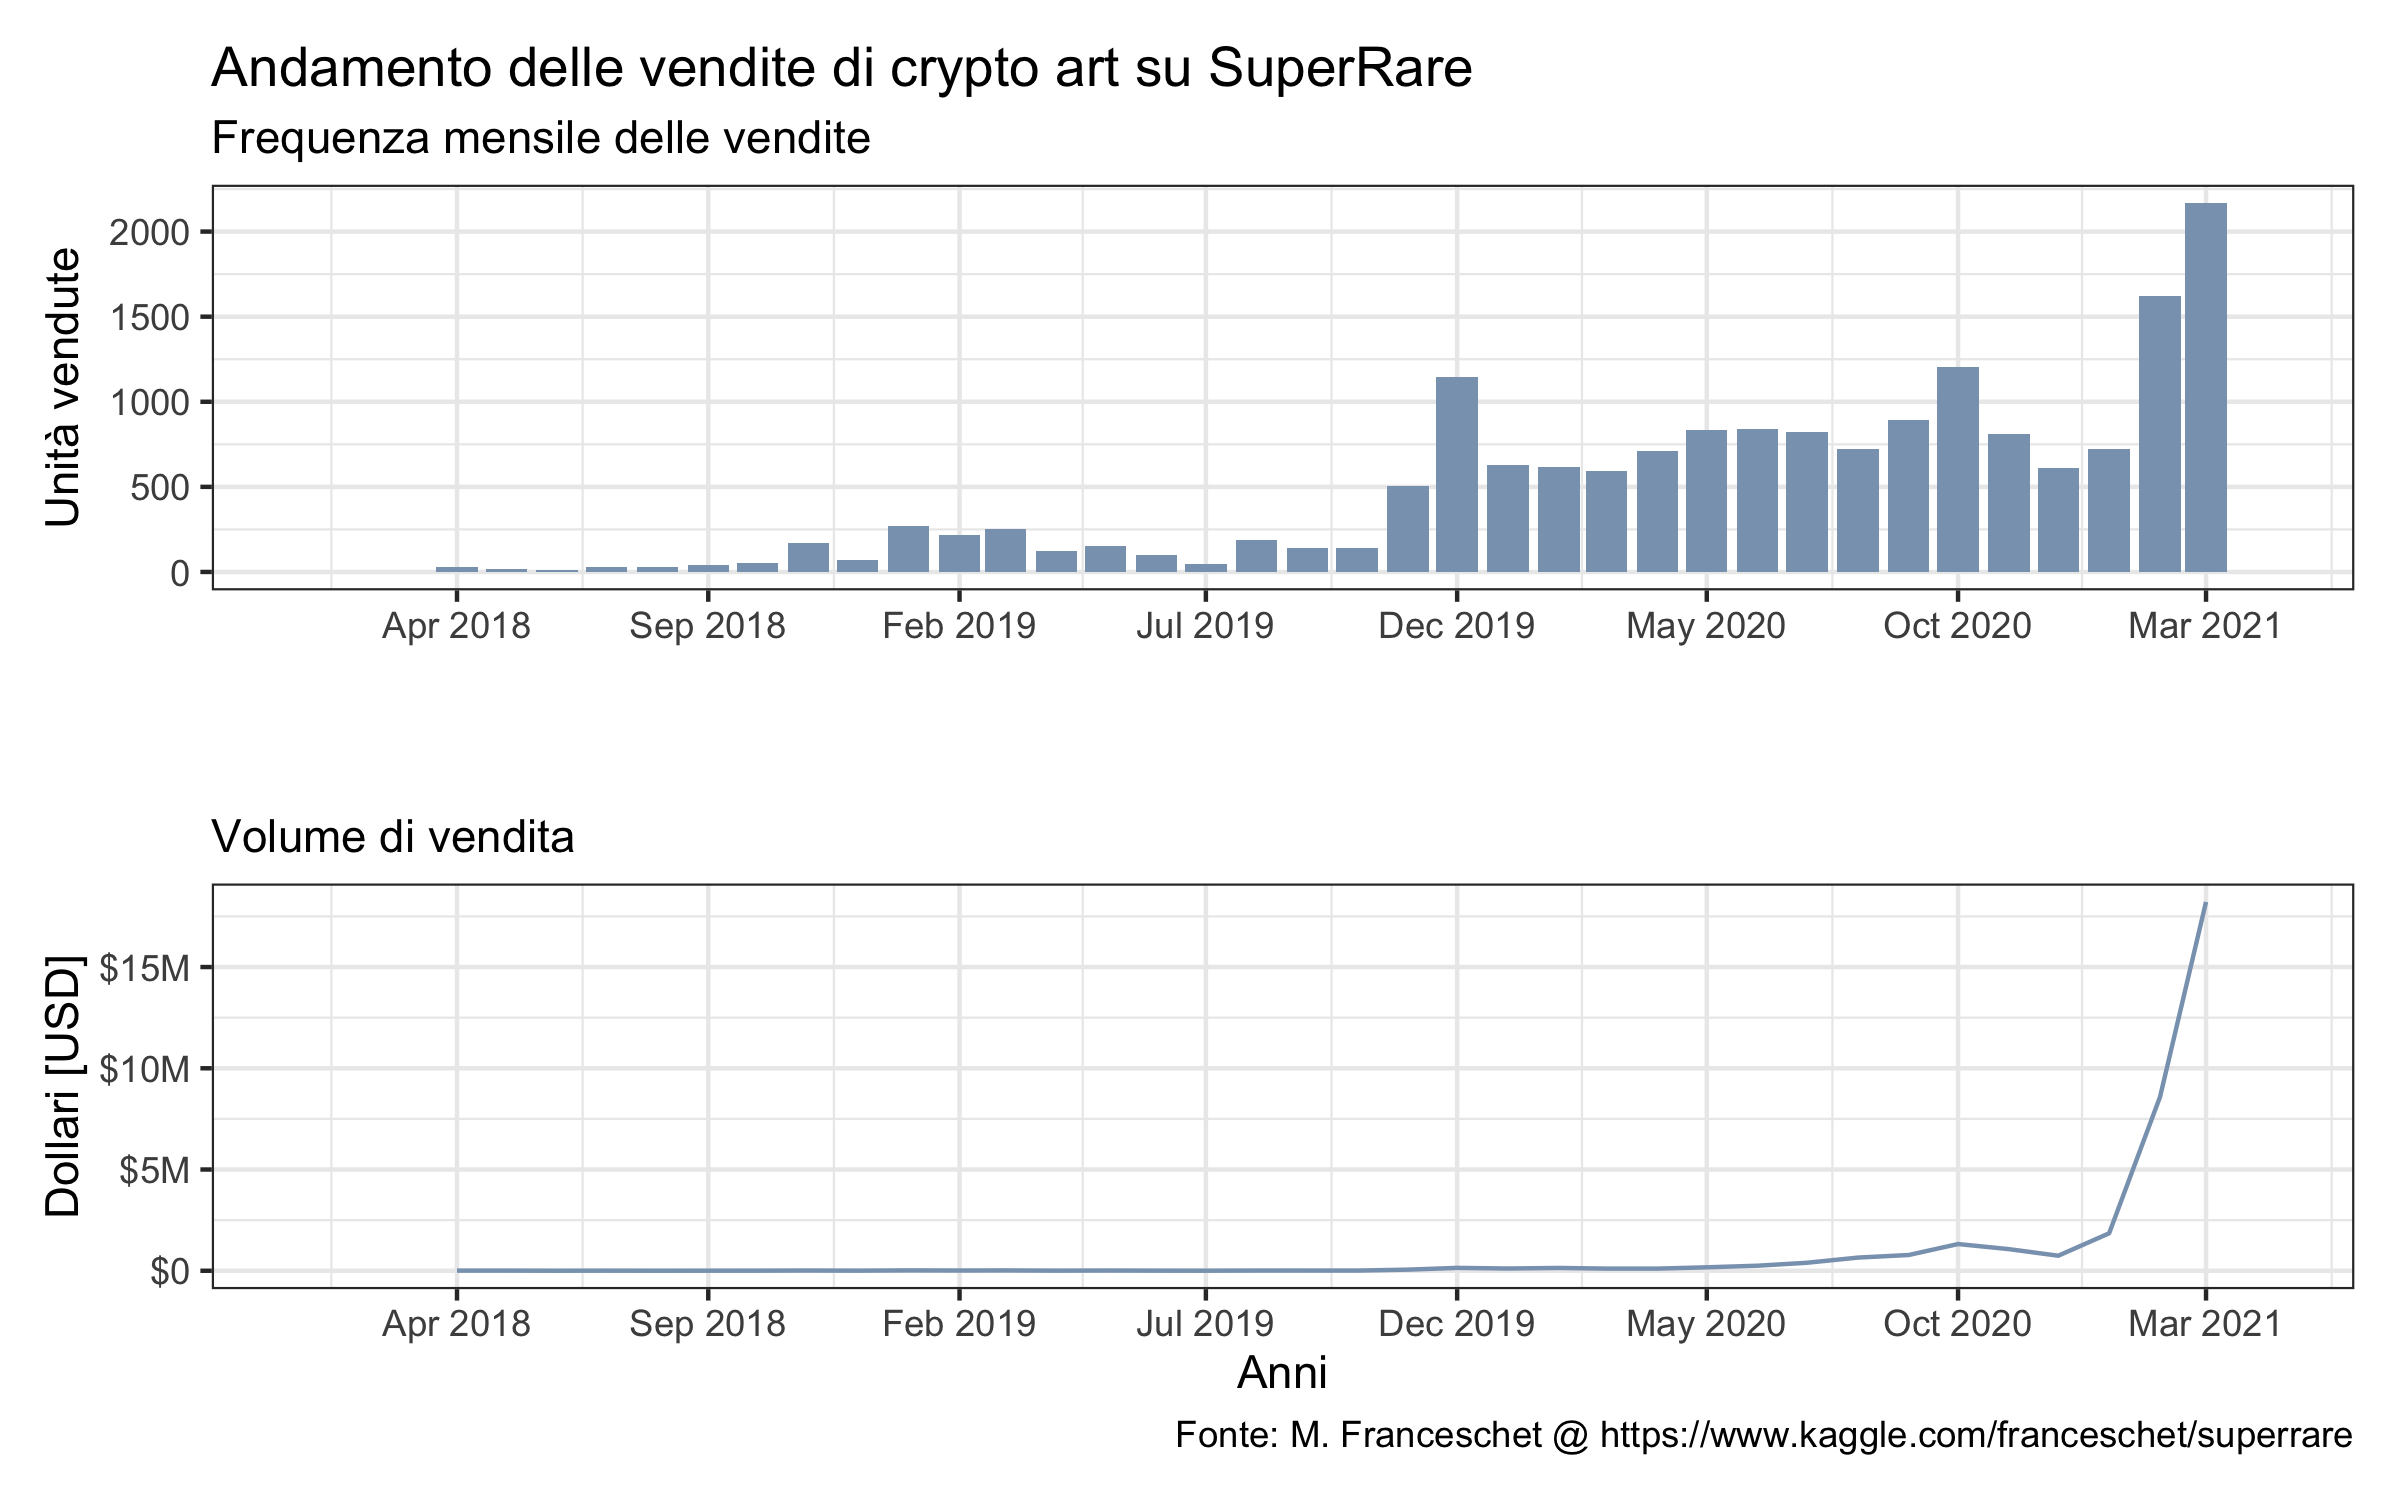 Andamento delle vendite di crypto art su SuperRare
Frequenza mensile delle vendite
Unità vendute
2000
1500
1000
500
0
Apr 2018 Sep 2018 Feb 2019 Jul 2019 Dec 2019 May 2020 Oct 2020 Mar 2021
Volume di vendita
Dollari [USD]
$15M
$10M
$5M
$0
Apr 2018 Sep 2018 Feb 2019 Jul 2019 Dec 2019 May 2020 Oct 2020 Mar 2021
Anni
Fonte: M. Franceschet @ https://www.kaggle.com/franceschet/superrare